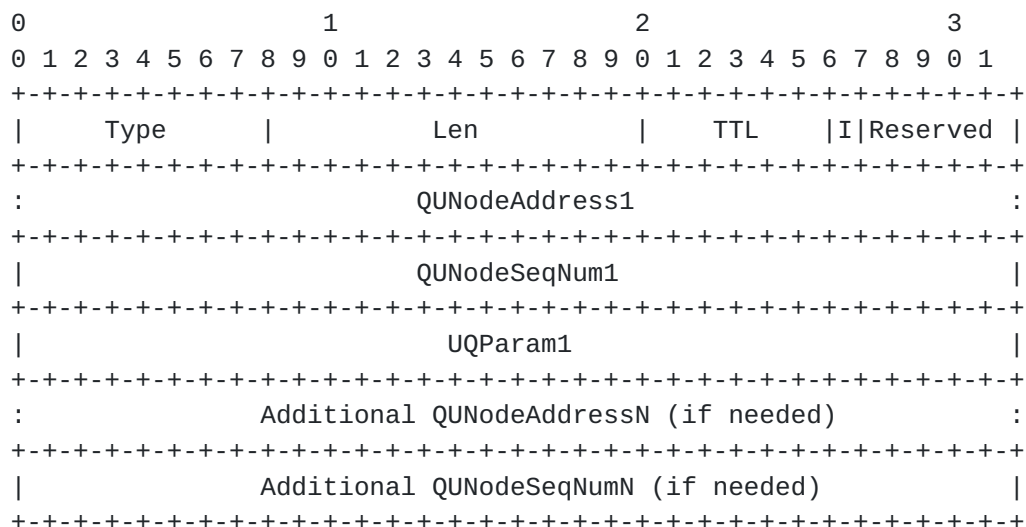 0                   1                   2                   3
0 1 2 3 4 5 6 7 8 9 0 1 2 3 4 5 6 7 8 9 0 1 2 3 4 5 6 7 8 9 0 1
+-+-+-+-+-+-+-+-+-+-+-+-+-+-+-+-+-+-+-+-+-+-+-+-+-+-+-+-+-+-+-+-+
|     Type      |          Len          |    TTL    |I|Reserved |
+-+-+-+-+-+-+-+-+-+-+-+-+-+-+-+-+-+-+-+-+-+-+-+-+-+-+-+-+-+-+-+-+
:                         QUNodeAddress1                        :
+-+-+-+-+-+-+-+-+-+-+-+-+-+-+-+-+-+-+-+-+-+-+-+-+-+-+-+-+-+-+-+-+
|                         QUNodeSeqNum1                         |
+-+-+-+-+-+-+-+-+-+-+-+-+-+-+-+-+-+-+-+-+-+-+-+-+-+-+-+-+-+-+-+-+
|                           UQParam1                            |
+-+-+-+-+-+-+-+-+-+-+-+-+-+-+-+-+-+-+-+-+-+-+-+-+-+-+-+-+-+-+-+-+
:               Additional QUNodeAddressN (if needed)           :
+-+-+-+-+-+-+-+-+-+-+-+-+-+-+-+-+-+-+-+-+-+-+-+-+-+-+-+-+-+-+-+-+
|               Additional QUNodeSeqNumN (if needed)            |
+-+-+-+-+-+-+-+-+-+-+-+-+-+-+-+-+-+-+-+-+-+-+-+-+-+-+-+-+-+-+-+-+